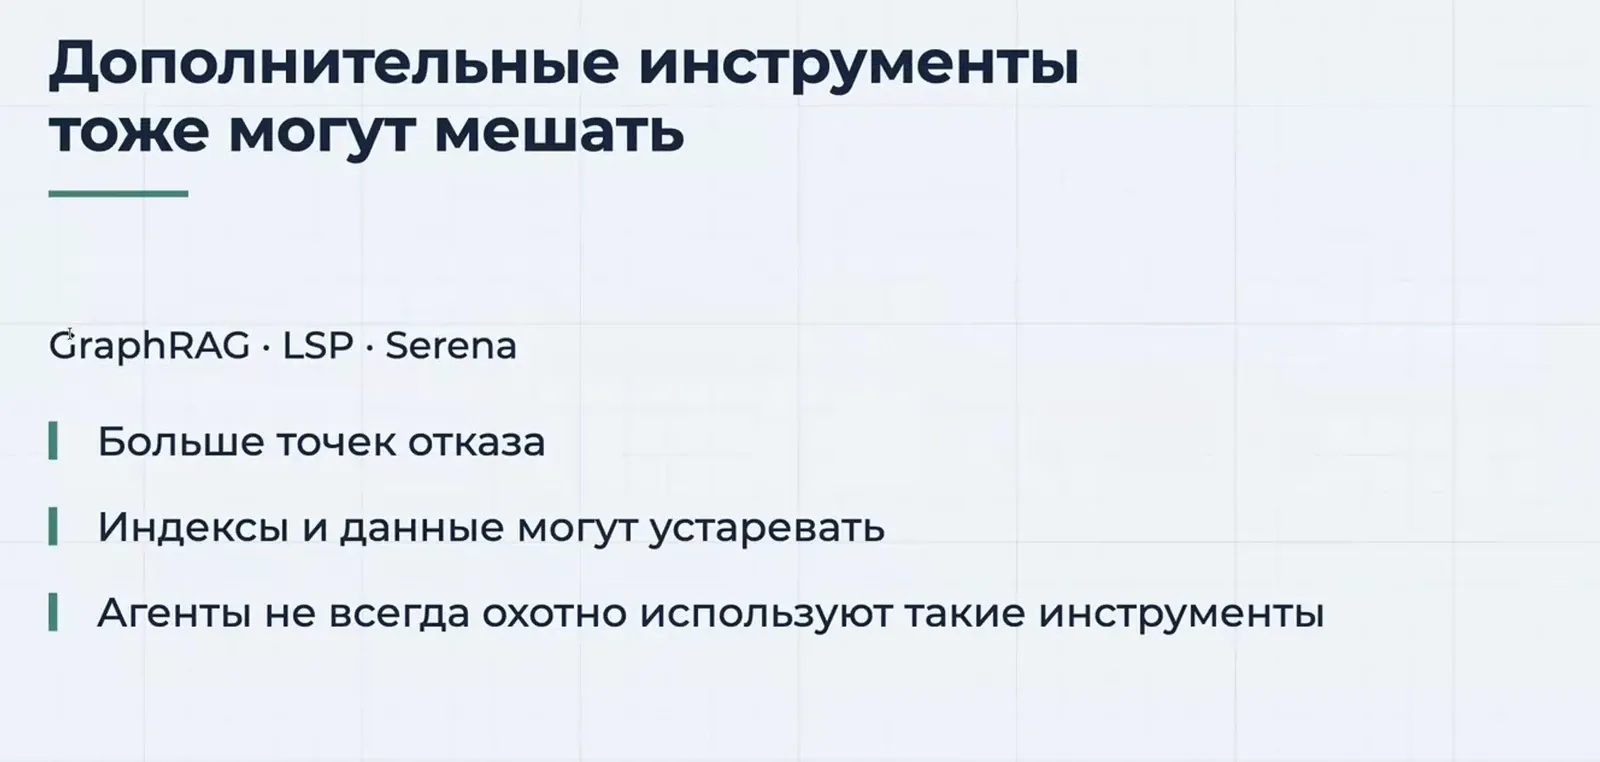 Дополнительные инструменты
тоже могут мешать
GraphRAG · LSP · Serena
Больше точек отказа
Индексы и данные могут устаревать
Агенты не всегда охотно используют такие инструменты